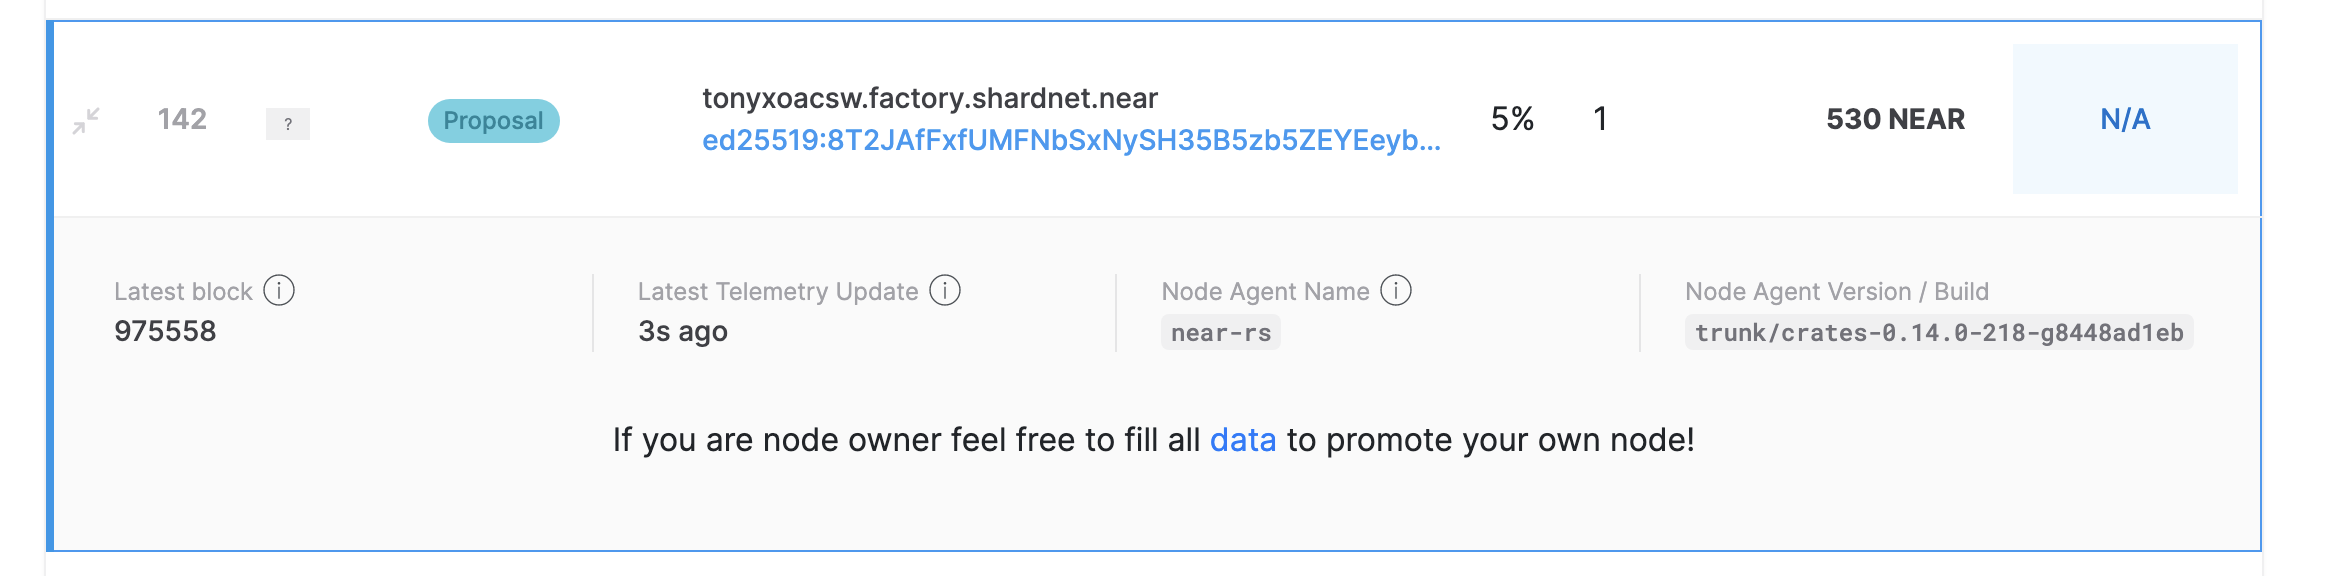 142 ? Proposal tonyxoacsw.factory.shardnet.near 5% 1 530 NEAR N/A
ed25519:8T2JAfFxfUMFNbSxNySH35B5zb5ZEYEeyb...
Latest block Latest Telemetry Update Node Agent Name Node Agent Version / Build
975558 3s ago near-rs trunk/crates-0.14.0-218-g8448ad1eb
If you are node owner feel free to fill all data to promote your own node!